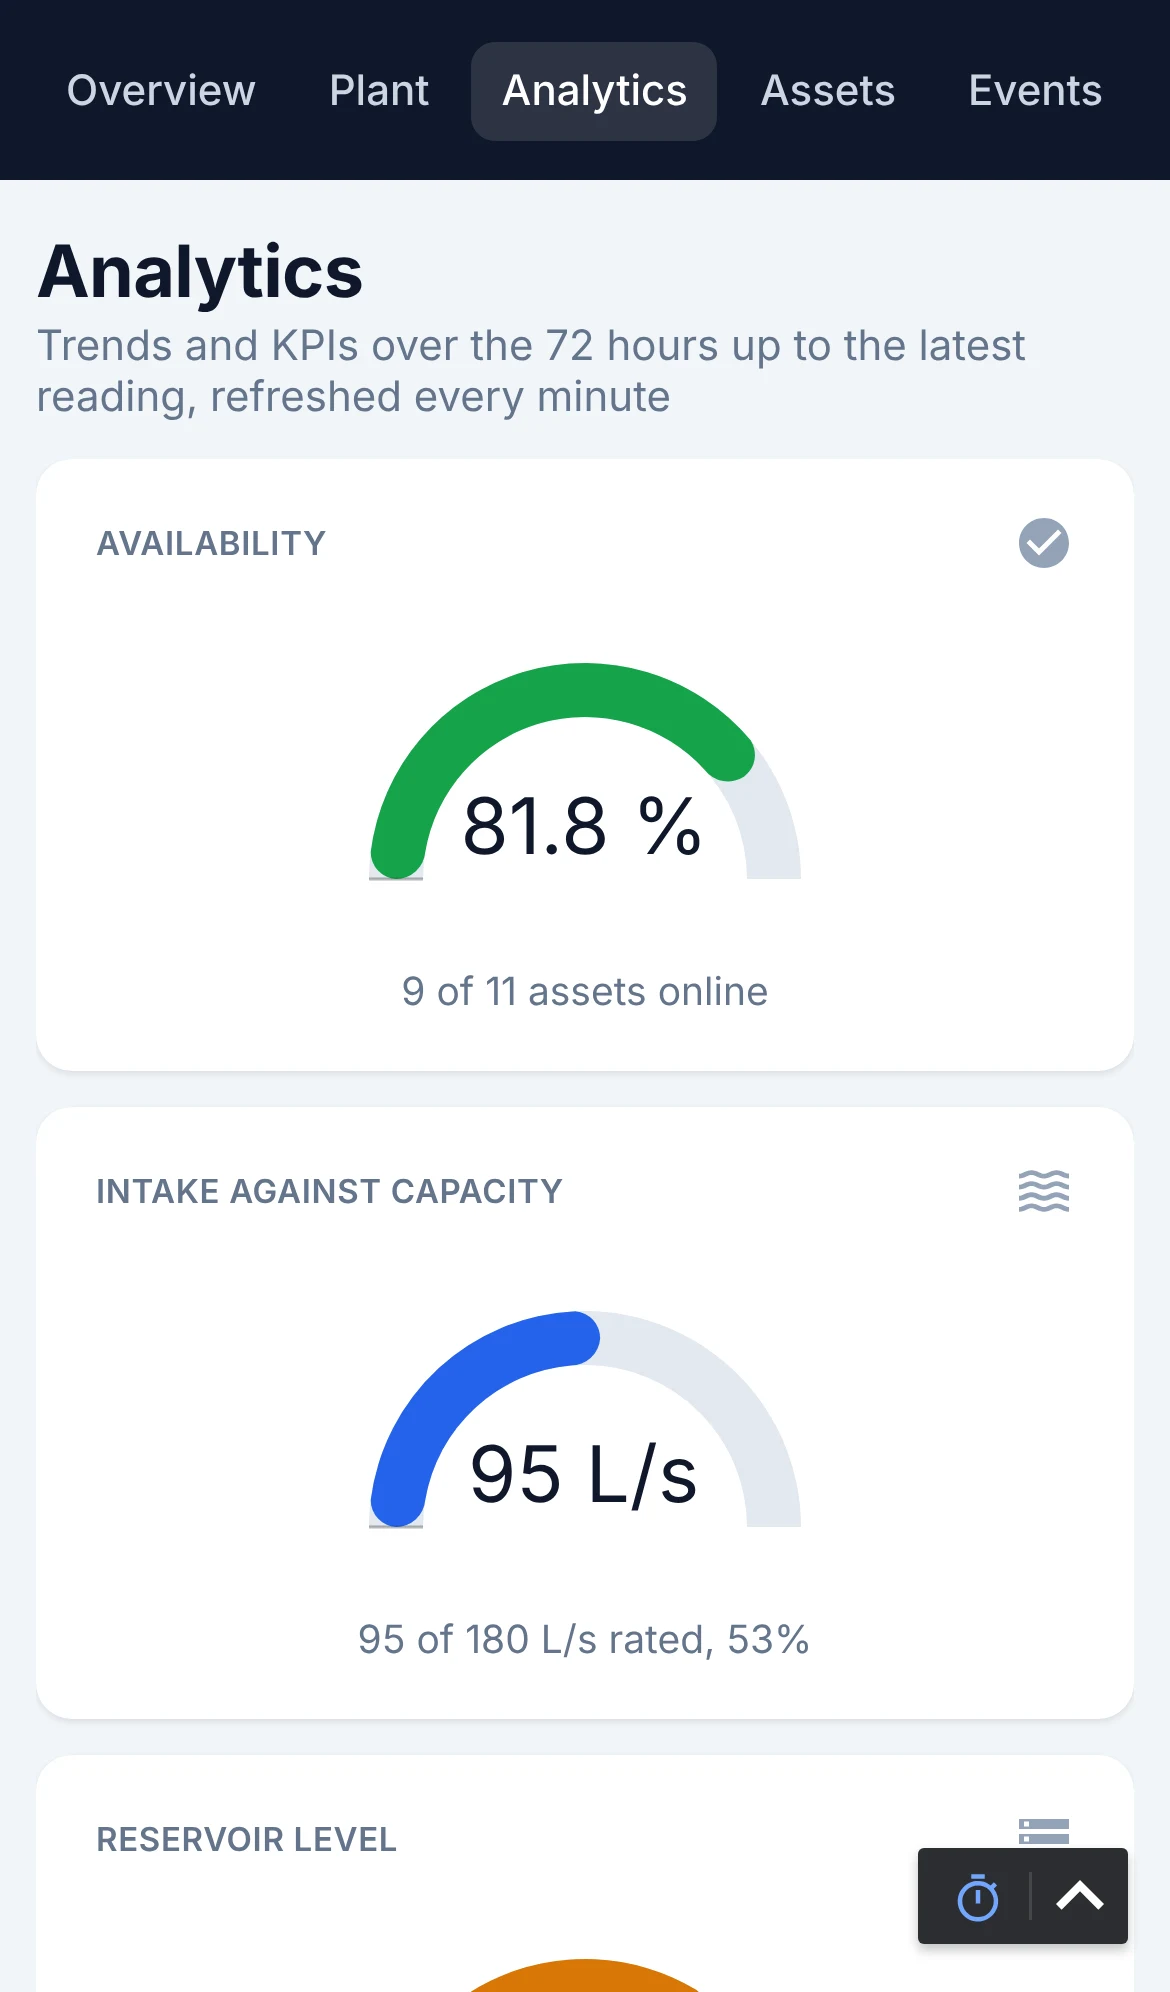 Overview Plant Analytics Assets Events
Analytics
Trends and KPIs over the 72 hours up to the latest
reading, refreshed every minute
AVAILABILITY
81.8 %
9 of 11 assets online
INTAKE AGAINST CAPACITY
95 L/s
95 of 180 L/s rated, 53%
RESERVOIR LEVEL